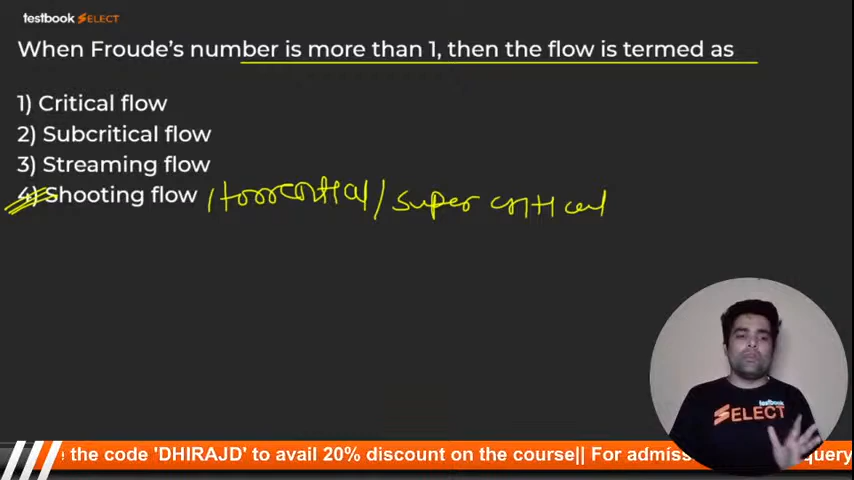 testbook SELECT
When Froude's number is more than 1, then the flow is termed as
1) Critical flow
2) Subcritical flow
3) Streaming flow
4) Shooting flow / torrential / super critical
testbook
SELECT
the code 'DHIRAJD' to avail 20% discount on the course|| For admiss query